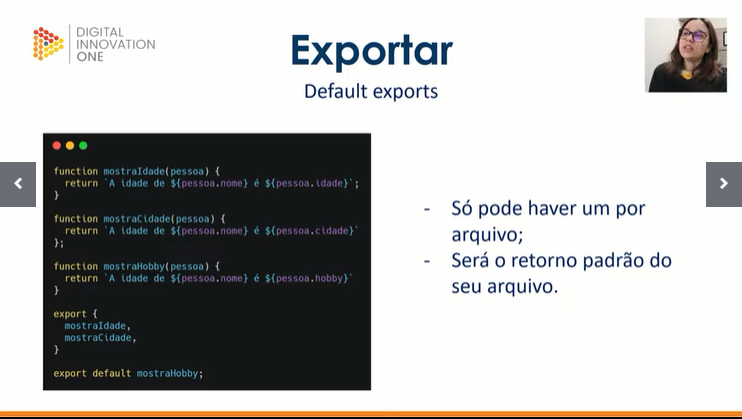 DIGITAL
INNOVATION
ONE
Exportar
Default exports
function mostraIdade(pessoa) {
return `A idade de ${pessoa.nome} é ${pessoa.idade}`;
}
function mostraCidade(pessoa) {
return `A idade de ${pessoa.nome} é ${pessoa.cidade}`
};
function mostraHobby(pessoa) {
return `A idade de ${pessoa.nome} é ${pessoa.hobby}`
}
export {
mostraIdade,
mostraCidade,
}
export default mostraHobby;
- Só pode haver um por
arquivo;
- Será o retorno padrão do
seu arquivo.